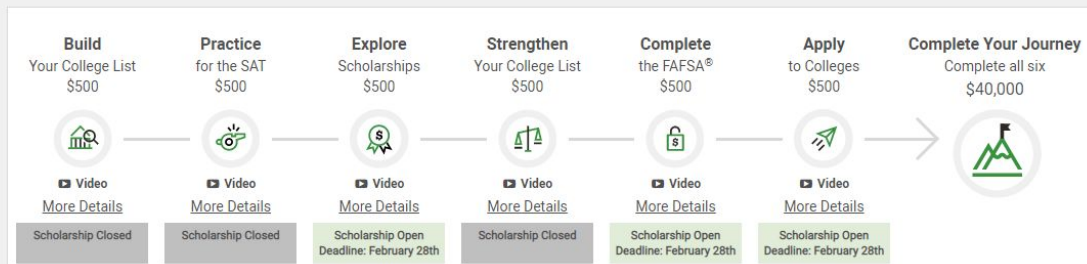 Build
Your College List
$500
Video
More Details
Scholarship Closed
Practice
for the SAT
$500
Video
More Details
Scholarship Closed
Explore
Scholarships
$500
$
Video
More Details
Scholarship Open
Deadline: February 28th
Strengthen
Your College List
$500
Video
More Details
Scholarship Closed
Complete
the FAFSA®
$500
$
Video
More Details
Scholarship Open
Deadline: February 28th
Apply
to Colleges
$500
Video
More Details
Scholarship Open
Deadline: February 28th
Complete Your Journey
Complete all six
$40,000